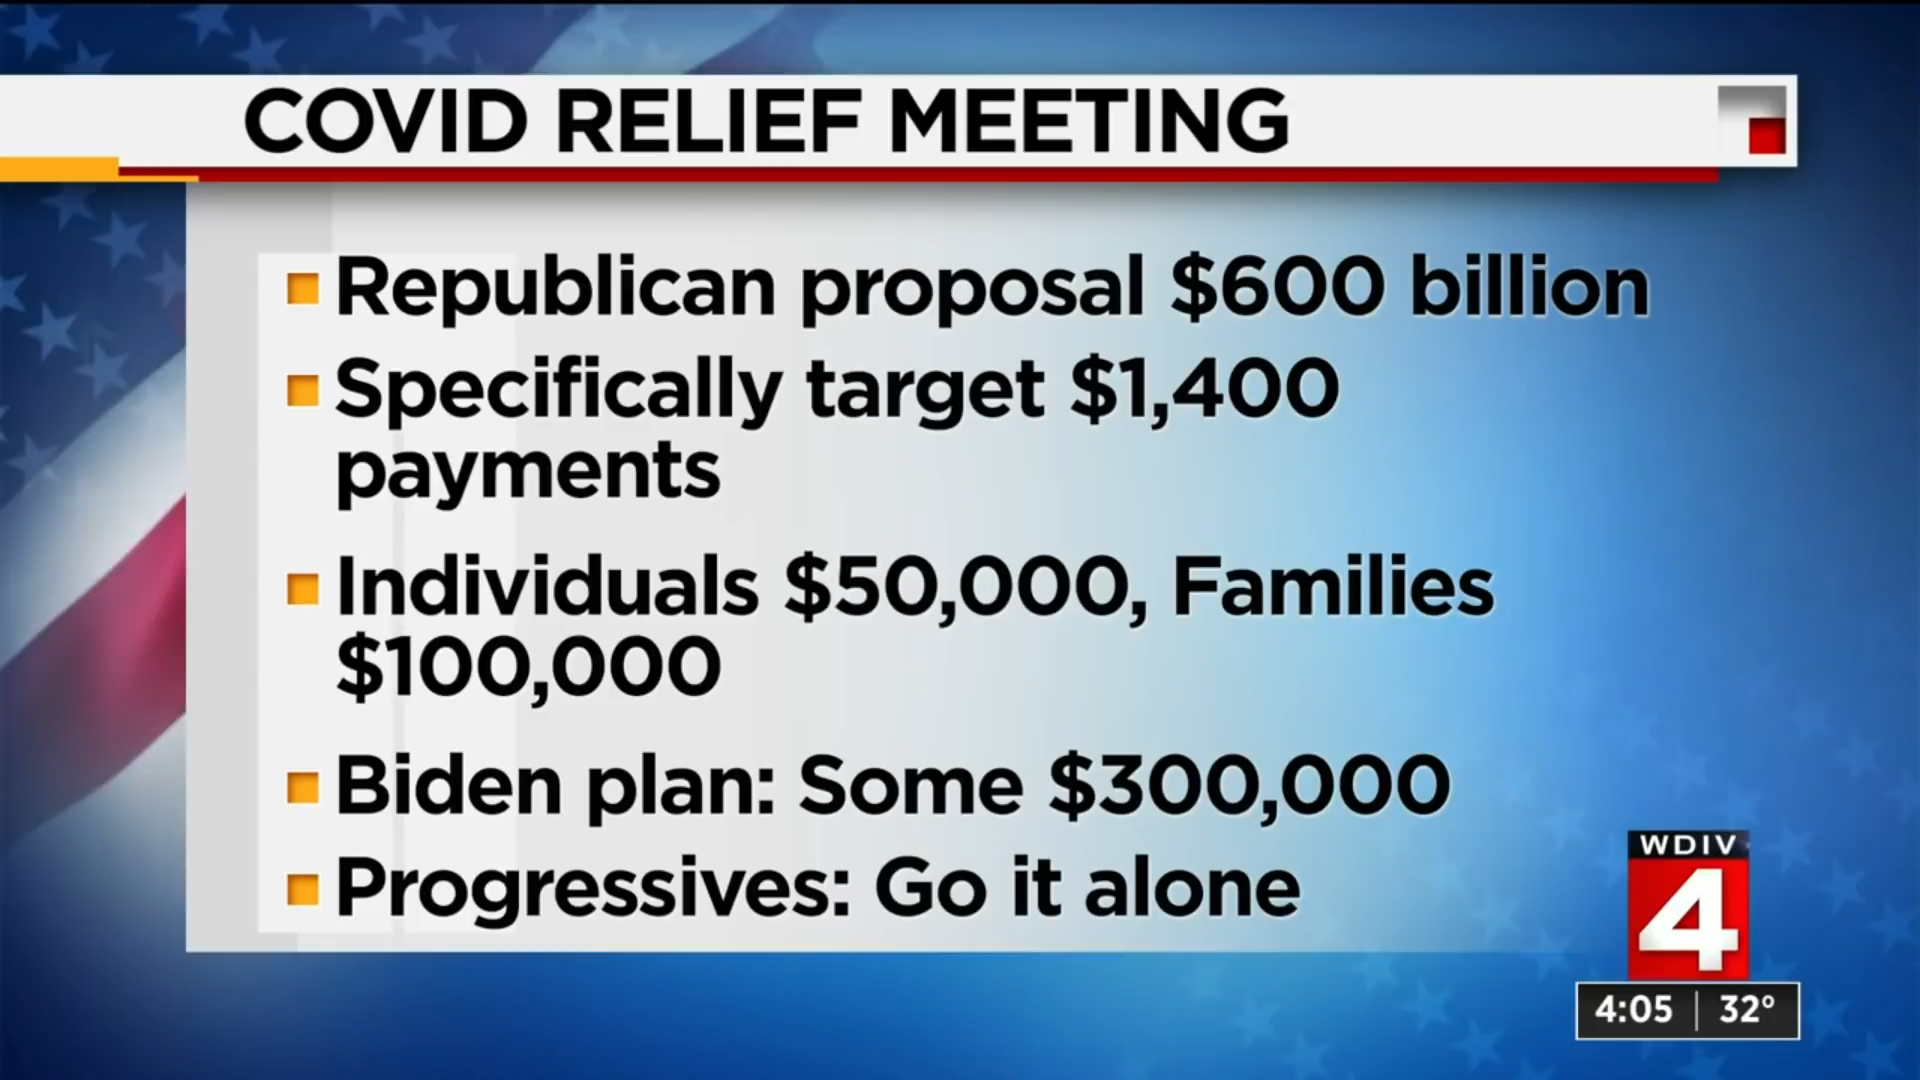 COVID RELIEF MEETING
Republican proposal $600 billion
Specifically target $1,400
payments
Individuals $50,000, Families
$100,000
Biden plan: Some $300,000
Progressives: Go it alone
WDIV
4
4:05 32°